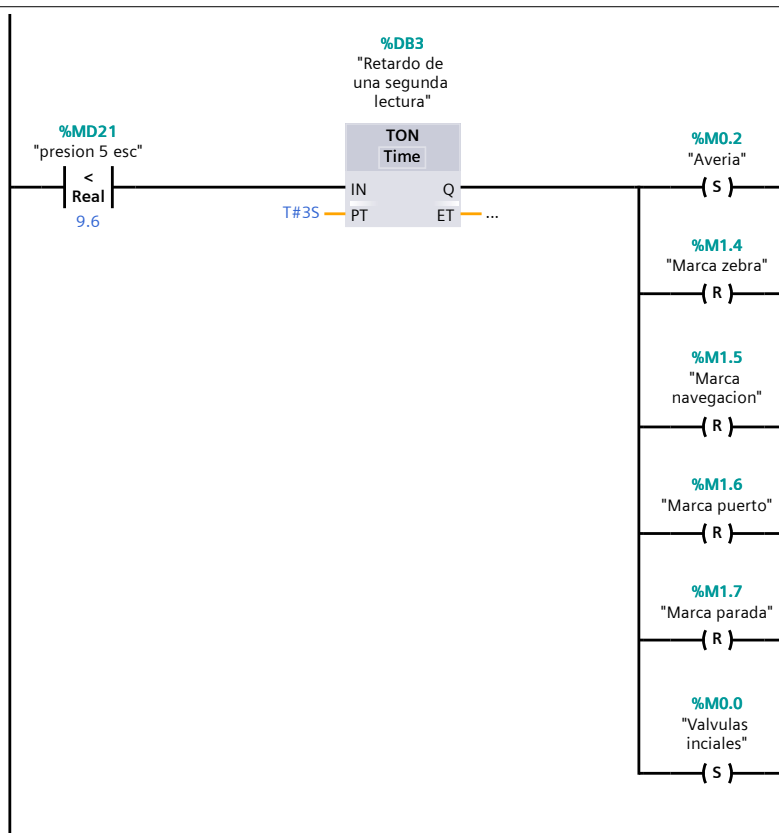 %DB3
"Retardo de
una segunda
lectura"
%MD21
"presion 5 esc"
<
Real
9.6
TON
Time
IN
Q
T#3S
PT
ET
...
%M0.2
"Averia"
S
%M1.4
"Marca zebra"
R
%M1.5
"Marca
navegacion"
R
%M1.6
"Marca puerto"
R
%M1.7
"Marca parada"
R
%M0.0
"Valvulas
inciales"
S